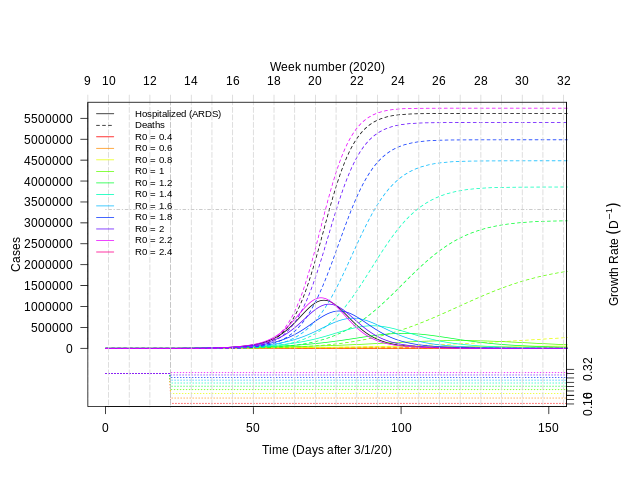 Week number (2020)
9 10 12 14 16 18 20 22 24 26 28 30 32
Hospitalized (ARDS)
Deaths
R0 = 0.4
R0 = 0.6
R0 = 0.8
R0 = 1
R0 = 1.2
R0 = 1.4
R0 = 1.6
R0 = 1.8
R0 = 2
R0 = 2.2
R0 = 2.4
5500000
5000000
4500000
4000000
3500000
3000000
2500000
2000000
1500000
1000000
500000
0
Cases
Growth Rate (D⁻¹)
0.32
0.16
0 50 100 150
Time (Days after 3/1/20)